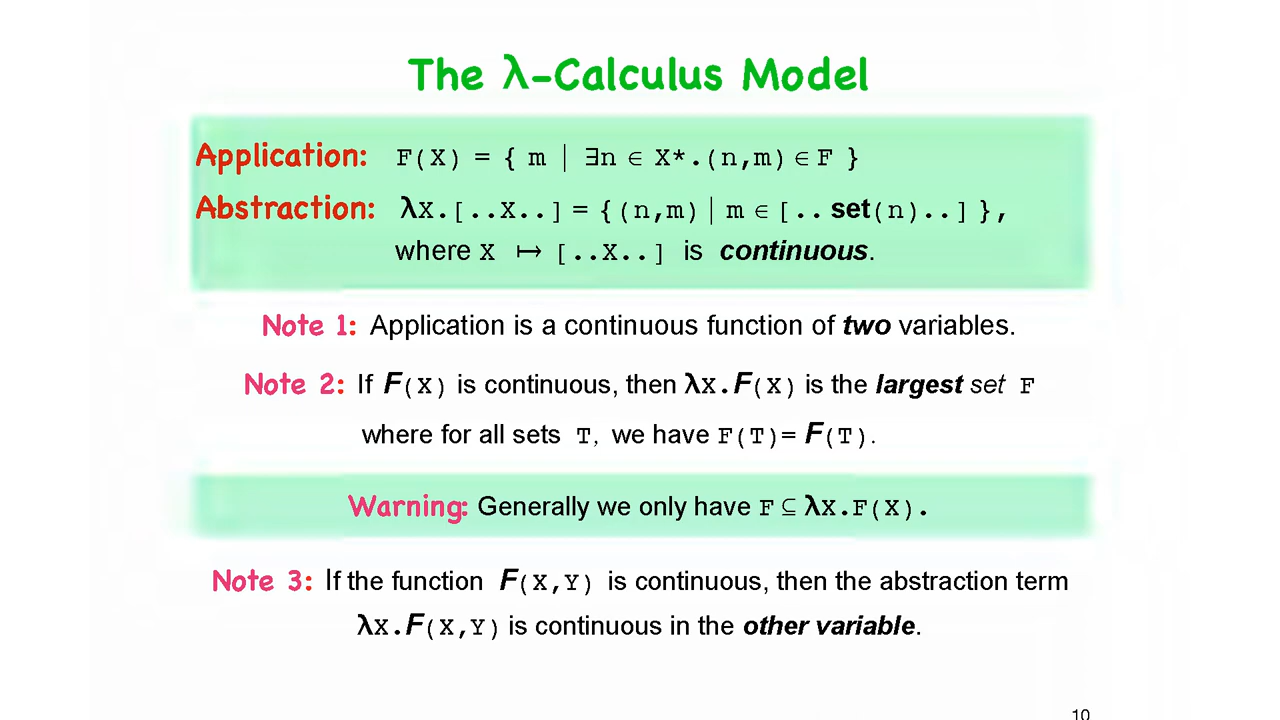 The λ-Calculus Model
Application: F(X) = { m | ∃n ∈ X*.(n,m) ∈ F }
Abstraction: λX.[..X..] = {(n,m) | m ∈ [.. set(n)..] },
where X ↦ [..X..] is continuous.
Note 1: Application is a continuous function of two variables.
Note 2: If F(X) is continuous, then λX.F(X) is the largest set F
where for all sets T, we have F(T)= F(T).
Warning: Generally we only have F ⊆ λX.F(X).
Note 3: If the function F(X,Y) is continuous, then the abstraction term
λX.F(X,Y) is continuous in the other variable.
10